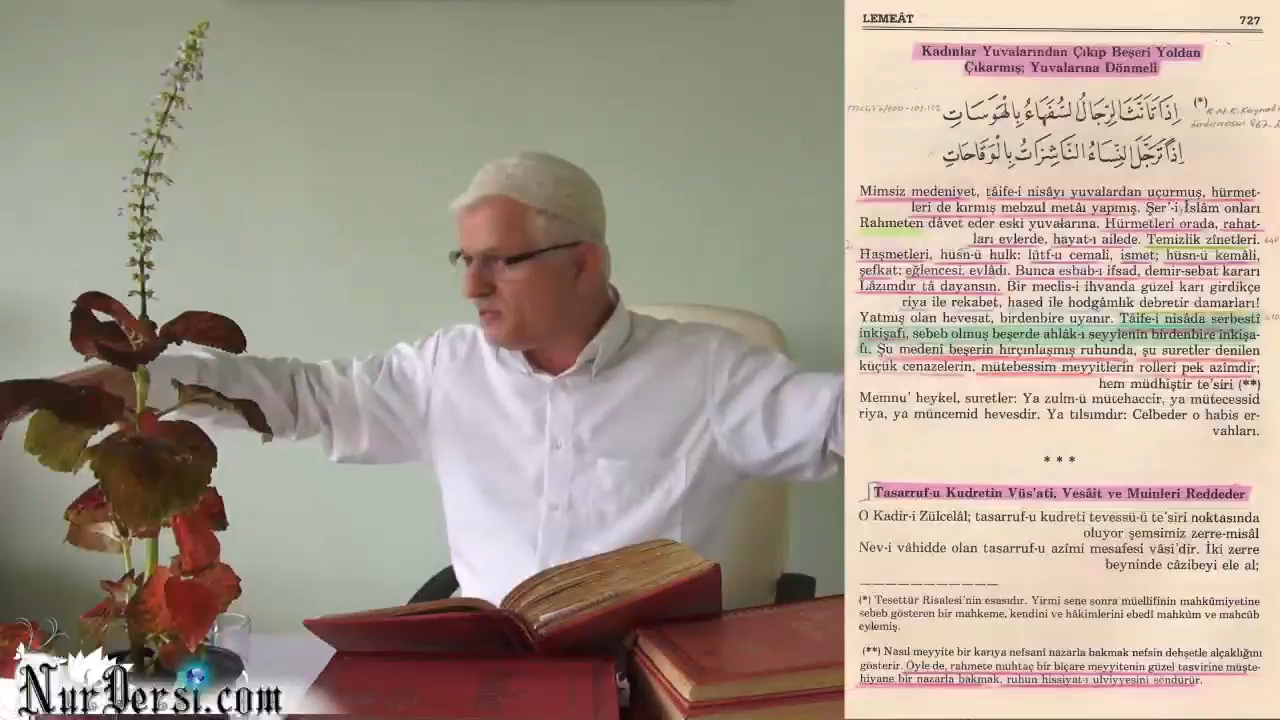 LEMEÂT 727
Kadınlar Yuvalarından Çıkıp Beşeri Yoldan
Çıkarmış; Yuvalarına Dönmeli
اِذَا تَاَنَّثَ الرِّجَالُ السُّفَهَاءُ بِالْهَوَسَاتِ (*)
اِذًا تَرَجَّلَ النِّسَاءُ النَّاشِزَاتُ بِالْوَقَاحَاتِ
Mimsiz medeniyet, tâife-i nisâyı yuvalardan uçurmuş, hürmet-
leri de kırmış mebzul metâı yapmış. Şer'-i İslâm onları
Rahmeten dâvet eder eski yuvalarına. Hürmetleri orada, rahat-
ları evlerde, hayat-ı ailede. Temizlik zînetleri.
Haşmetleri, hüsn-ü hulk: lûtf-u cemali, ismet; hüsn-ü kemâli,
şefkat; eğlencesi, evlâdı. Bunca esbab-ı ifsad, demir-sebat kararı
Lâzımdır tâ dayansın. Bir meclis-i ihvanda güzel karı girdikçe
riya ile rekabet, hased ile hodgâmlık debretir damarları!
Yatmış olan hevesat, birdenbire uyanır. Tâife-i nisâda serbestî
inkişafı, sebeb olmuş beşerde ahlâk-ı seyyienin birdenbire inkişa-
fı. Şu medenî beşerin hırçınlaşmış ruhunda, şu suretler denilen
küçük cenazelerin, mütebessim meyyitlerin rolleri pek azîmdir;
hem müdhiştir te'siri (**)
Memnu' heykel, suretler: Ya zulm-ü mütehaccir, ya mütecessid
riya, ya müncemid hevesdir. Ya tılsımdır: Celbeder o habis er-
vahları.
* * *
Tasarruf-u Kudretin Vüs'ati, Vesâit ve Muinleri Reddeder
O Kadîr-i Zülcelâl; tasarruf-u kudreti tevessü-ü te'siri noktasında
oluyor şemsimiz zerre-misâl
Nev-i vâhidde olan tasarruf-u azîmi mesafesi vâsi'dir. İki zerre
beyninde câzibeyi ele al;
(*) Tesettür Risalesi'nin esasıdır. Yirmi sene sonra müellifinin mahkûmiyetine
sebeb gösteren bir mahkeme, kendini ve hâkimlerini ebedî mahkûm ve mahcûb
eylemiş.
(**) Nasıl meyyite bir karıya nefsanî nazarla bakmak nefsin dehşetle alçaklığını
gösterir. Öyle de, rahmete muhtaç bir biçare meyyitenin güzel tasvirine müşte-
hiyane bir nazarla bakmak, ruhun hissiyat-ı ulviyyesini söndürür.
NurDersi.com